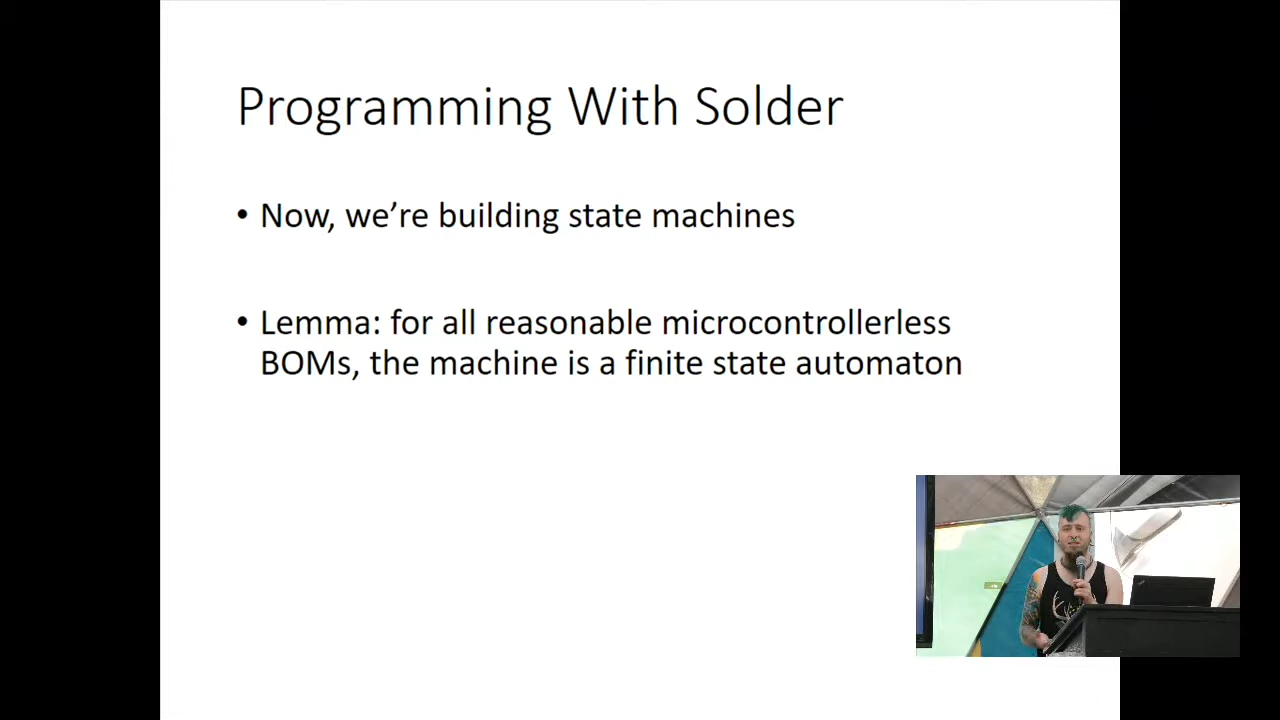 Programming With Solder
• Now, we’re building state machines
• Lemma: for all reasonable microcontrollerless
BOMs, the machine is a finite state automaton